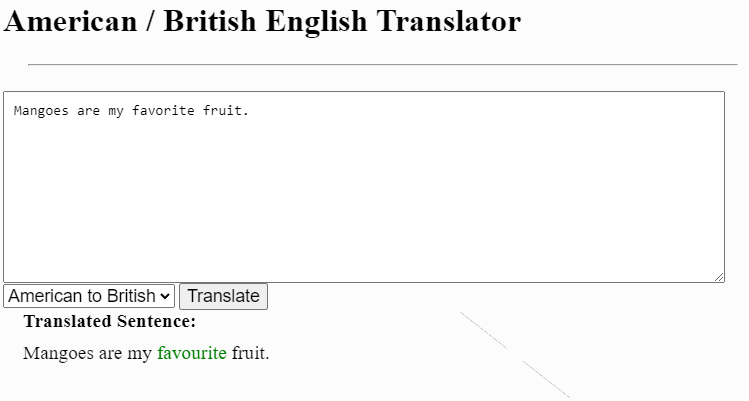 American / British English Translator
Mangoes are my favorite fruit.
American to British Translate
Translated Sentence:
Mangoes are my favourite fruit.